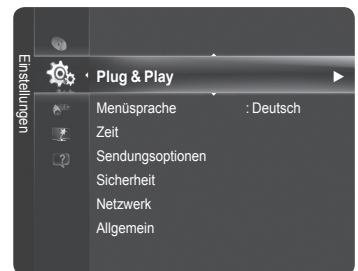 Einstellungen
Plug & Play
Menüsprache : Deutsch
Zeit
Sendungsoptionen
Sicherheit
Netzwerk
Allgemein